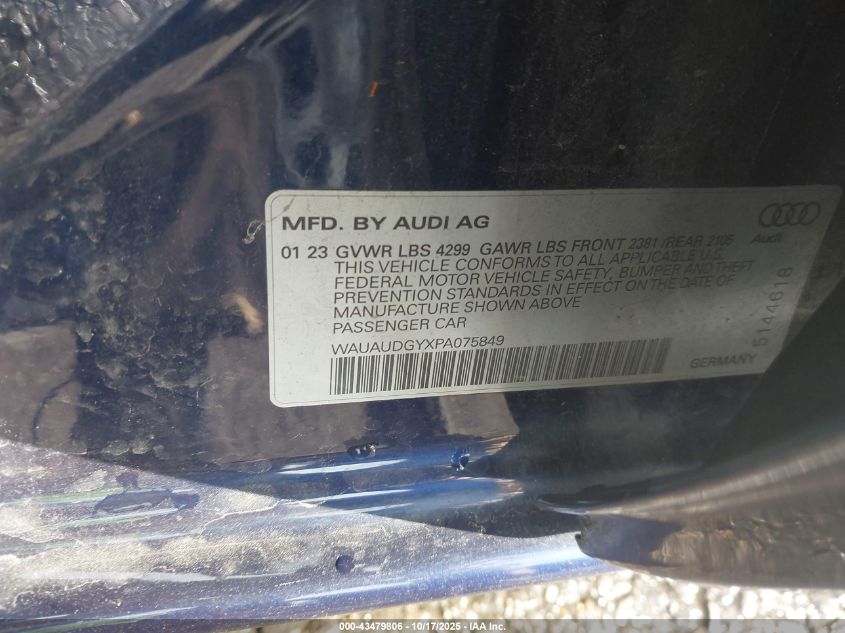 MFD. BY AUDI AG
01 23 GVWR LBS 4299 GAWR LBS FRONT 2381 /REAR 2105
THIS VEHICLE CONFORMS TO ALL APPLICABLE U.S.
FEDERAL MOTOR VEHICLE SAFETY, BUMPER AND THEFT
PREVENTION STANDARDS IN EFFECT ON THE DATE OF
MANUFACTURE SHOWN ABOVE
PASSENGER CAR
WAUAUDGYXPA075849
GERMANY
Audi
5144618
000-43479806 - 10/17/2025 - IAA Inc.